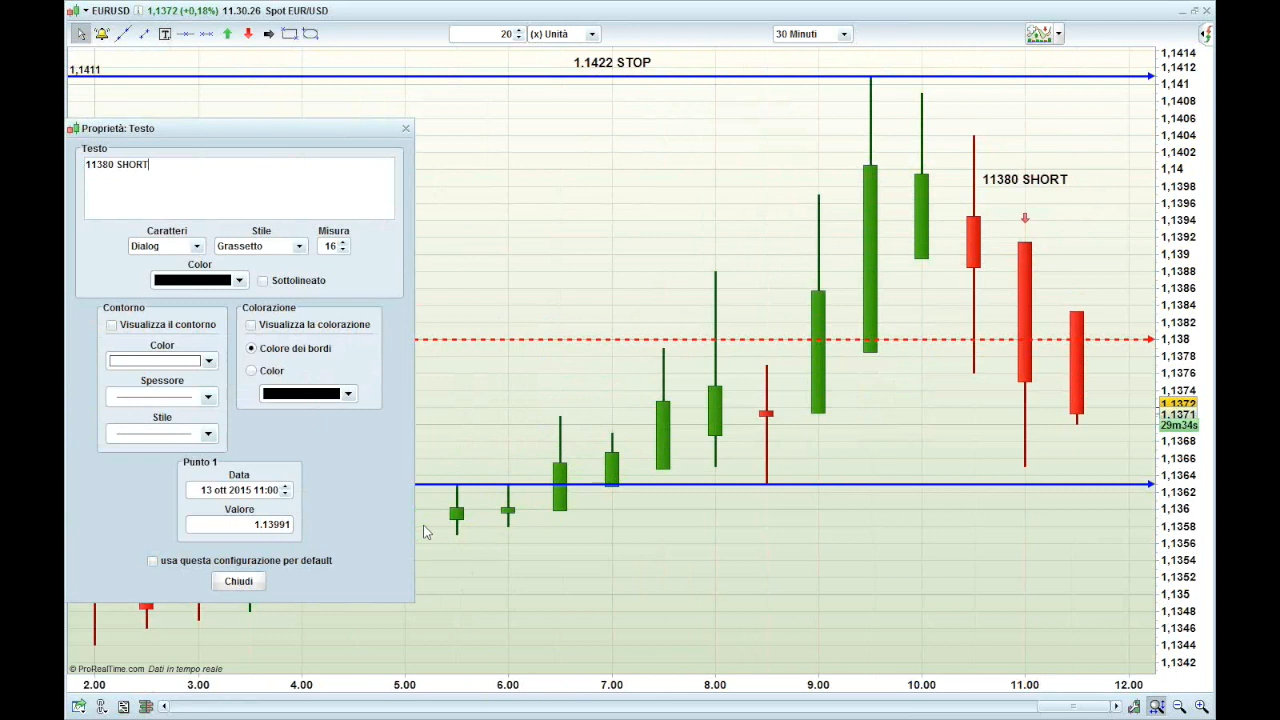 EURUSD 1,1372 (+0,18%) 11.30.26 Spot EUR/USD
T 20 (x) Unità 30 Minuti
1.1422 STOP
1,1411
Proprietà: Testo
Testo
11380 SHORT
Caratteri Stile Misura
Dialog Grassetto 16
Color
Sottolineato
Contorno
Visualizza il contorno
Color
Spessore
Stile
Colorazione
Visualizza la colorazione
Colore dei bordi
Color
Punto 1
Data
13 ott 2015 11:00
Valore
1.13991
usa questa configurazione per default
Chiudi
11380 SHORT
1,1414
1,1412
1,141
1,1408
1,1406
1,1404
1,1402
1,14
1,1398
1,1396
1,1394
1,1392
1,139
1,1388
1,1386
1,1384
1,1382
1,138
1,1378
1,1376
1,1374
1,1372
1,1371
29m34s
1,1368
1,1366
1,1364
1,1362
1,136
1,1358
1,1356
1,1354
1,1352
1,135
1,1348
1,1346
1,1344
1,1342
© ProRealTime.com Dati in tempo reale
2.00 3.00 4.00 5.00 6.00 7.00 8.00 9.00 10.00 11.00 12.00